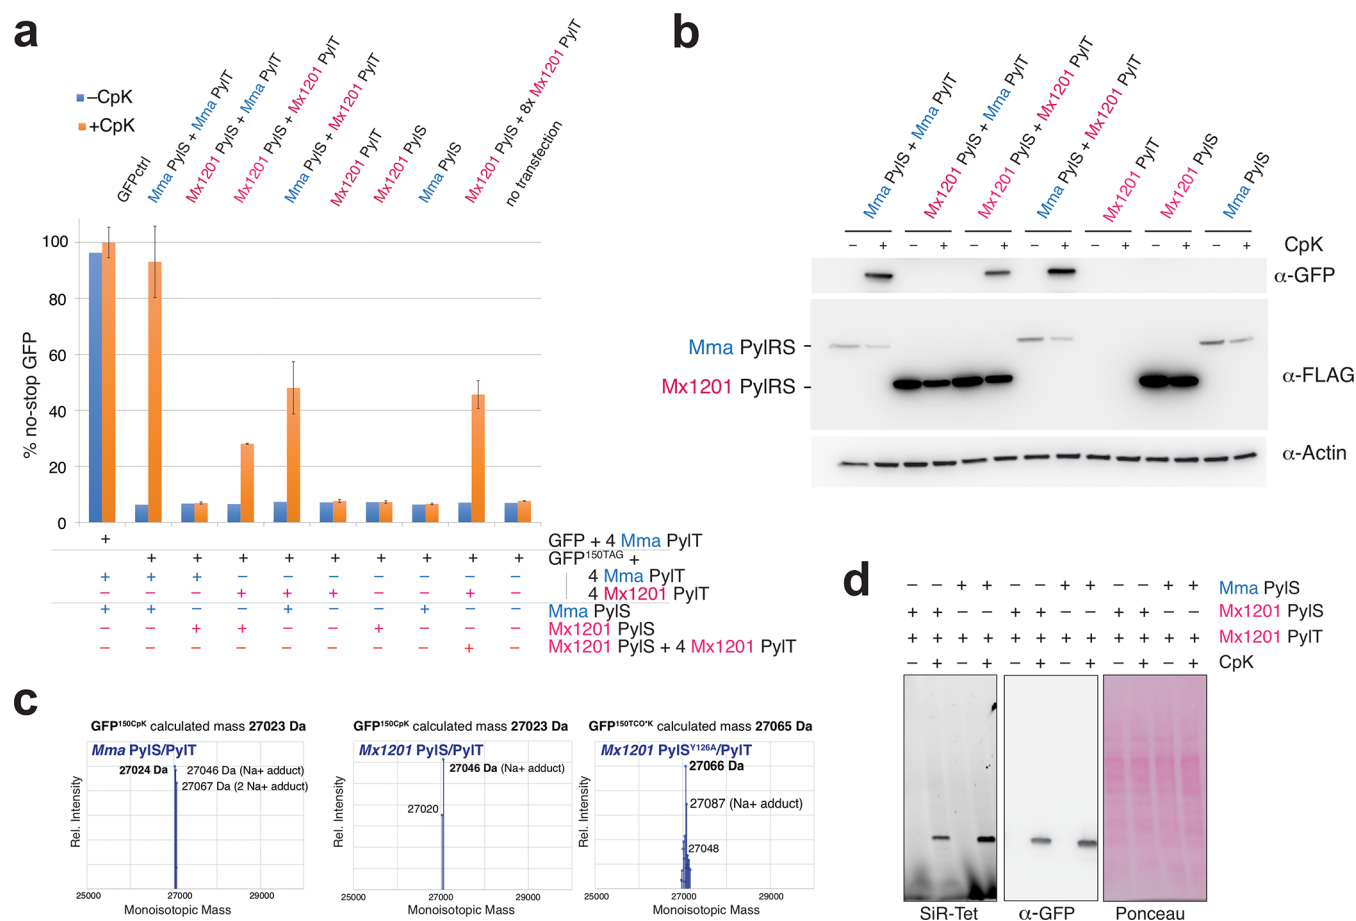 a
–CpK
+CpK
GFPctrl
Mma PylS + Mma PylT
Mx1201 PylS + Mma PylT
Mx1201 PylS + Mx1201 PylT
Mma PylS + Mx1201 PylT
Mx1201 PylT
Mx1201 PylS
Mma PylS
Mx1201 PylS + 8x Mx1201 PylT
no transfection
% no-stop GFP
100
80
60
40
20
0
+ GFP + 4 Mma PylT
+ + + + + + + + + GFP150TAG +
+ + + – – – – – – – 4 Mma PylT
– – – + + + – – + – 4 Mx1201 PylT
+ + – – + – – + – – Mma PylS
– – + + – – + – – – Mx1201 PylS
– – – – – – – – + – Mx1201 PylS + 4 Mx1201 PylT
b
Mma PylS + Mma PylT
Mx1201 PylS + Mma PylT
Mx1201 PylS + Mx1201 PylT
Mma PylS + Mx1201 PylT
Mx1201 PylT
Mx1201 PylS
Mma PylS
– + – + – + – + – + – + – + CpK
α-GFP
Mma PylRS –
Mx1201 PylRS –
α-FLAG
α-Actin
c
GFP150CpK calculated mass 27023 Da
Mma PylS/PylT
27024 Da
27046 Da (Na+ adduct)
27067 Da (2 Na+ adduct)
Rel. Intensity
25000 27000 29000
Monoisotopic Mass
GFP150CpK calculated mass 27023 Da
Mx1201 PylS/PylT
27046 Da (Na+ adduct)
27020
Rel. Intensity
25000 27000 29000
Monoisotopic Mass
GFP150TCO*K calculated mass 27065 Da
Mx1201 PylSY126A/PylT
27066 Da
27087 (Na+ adduct)
27048
Rel. Intensity
25000 27000 29000
Monoisotopic Mass
d
– – + + – – + + – – + + Mma PylS
+ + – – + + – – + + – – Mx1201 PylS
+ + + + + + + + + + + + Mx1201 PylT
– + – + – + – + – + – + CpK
SiR-Tet
α-GFP
Ponceau